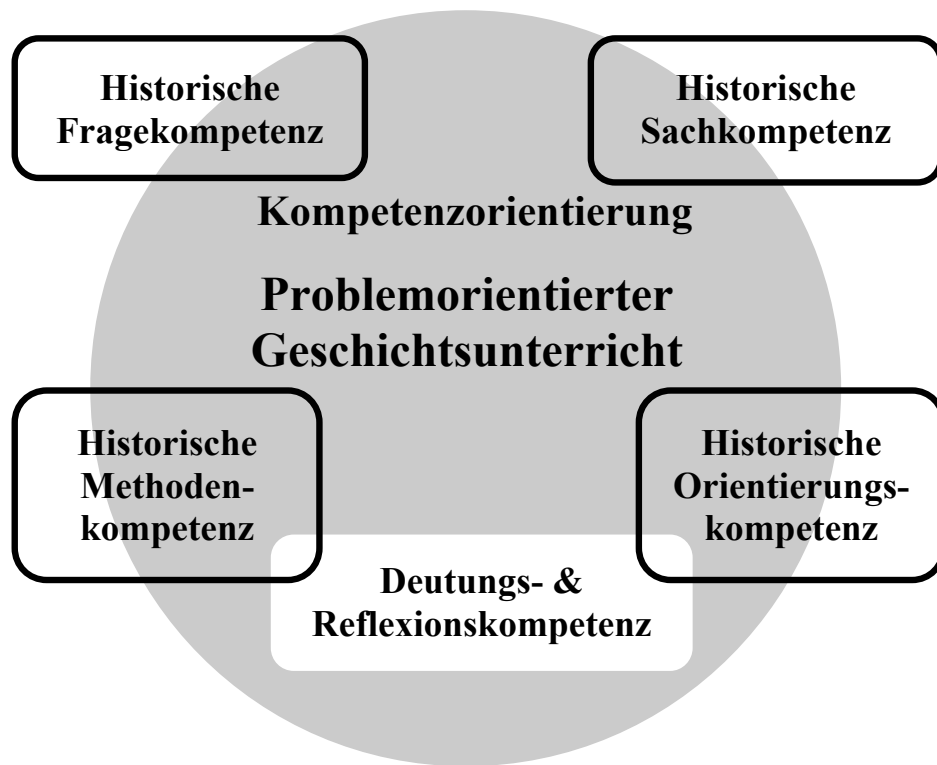 Historische
Fragekompetenz
Historische
Sachkompetenz
Kompetenzorientierung
Problemorientierter
Geschichtsunterricht
Historische
Methoden-
kompetenz
Historische
Orientierungs-
kompetenz
Deutungs- &
Reflexionskompetenz